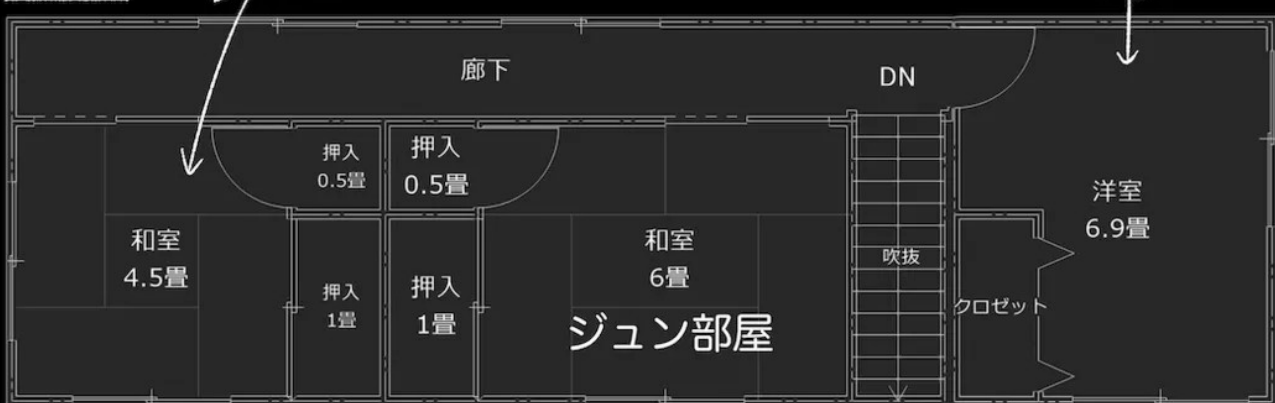 廊下
DN
押入
0.5畳
押入
0.5畳
和室
4.5畳
押入
1畳
押入
1畳
和室
6畳
ジュン部屋
吹抜
クロゼット
洋室
6.9畳